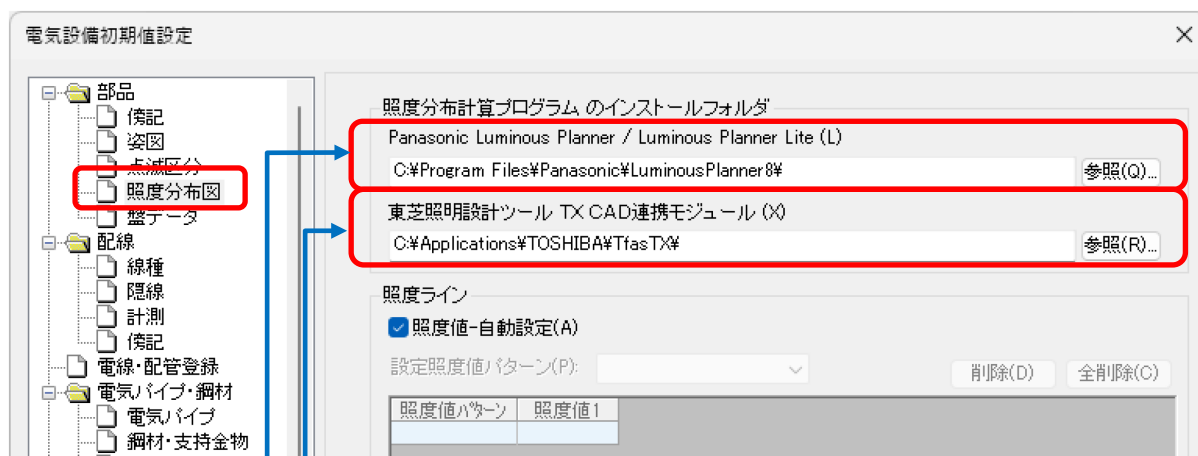 電気設備初期値設定
部品
傍記
姿図
点滅区分
照度分布図
盤データ
配線
線種
隠線
計測
傍記
電線・配管登録
電気パイプ・鋼材
電気パイプ
鋼材・支持金物
照度分布計算プログラム のインストールフォルダ
Panasonic Luminous Planner / Luminous Planner Lite (L)
C:¥Program Files¥Panasonic¥LuminousPlanner8¥
参照(Q)...
東芝照明設計ツール TX CAD連携モジュール (X)
C:¥Applications¥TOSHIBA¥TfasTX¥
参照(R)...
照度ライン
照度値-自動設定(A)
設定照度値パターン(P):
削除(D)
全削除(C)
照度値パターン 照度値1